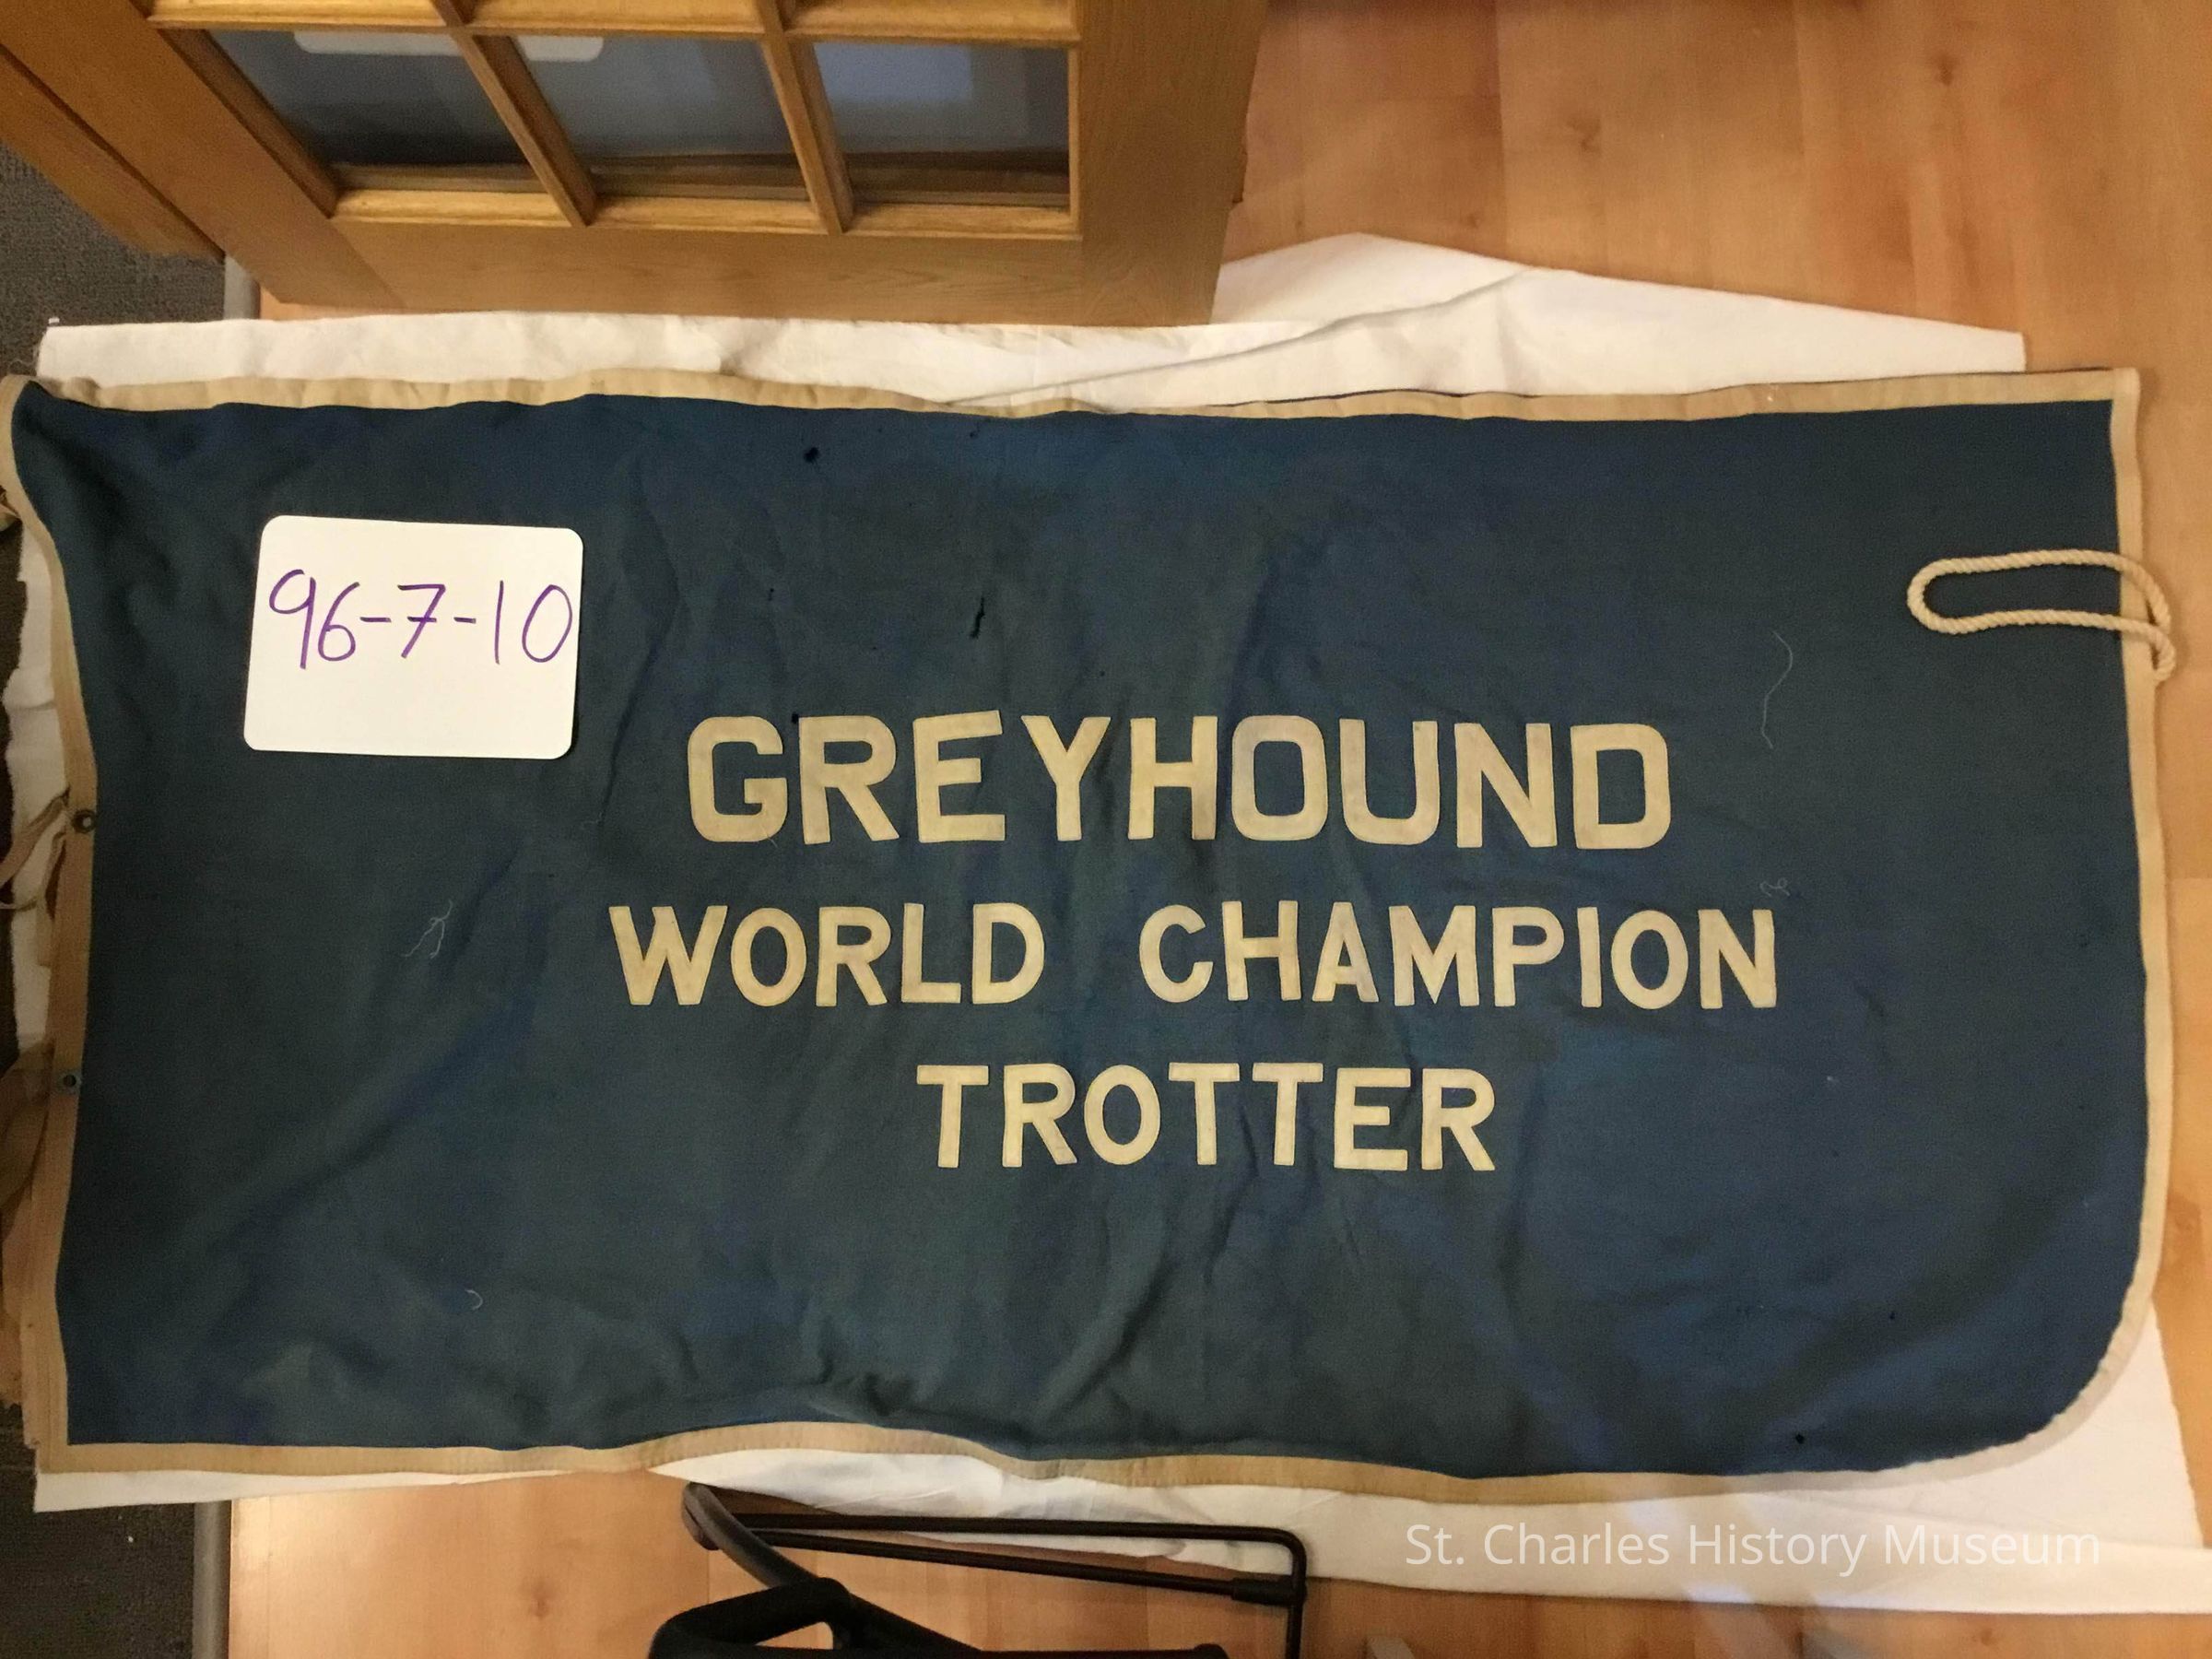 96-7-10
GREYHOUND
WORLD CHAMPION
TROTTER
St. Charles History Museum